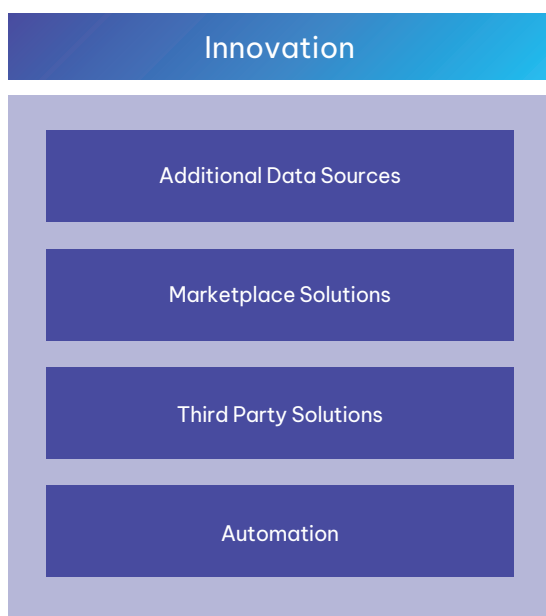 Innovation
Additional Data Sources
Marketplace Solutions
Third Party Solutions
Automation